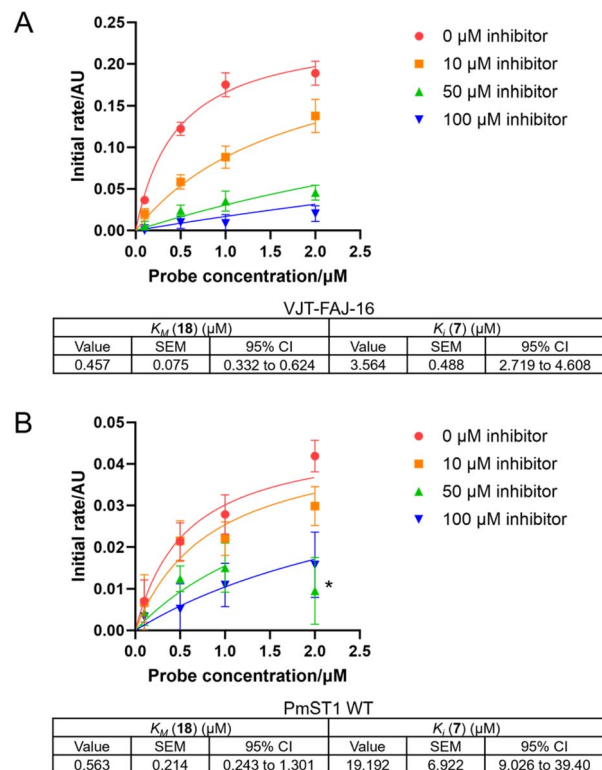 A
0 µM inhibitor
10 µM inhibitor
50 µM inhibitor
100 µM inhibitor
Initial rate/AU
0.25
0.20
0.15
0.10
0.05
0.00
0.0 0.5 1.0 1.5 2.0 2.5
Probe concentration/µM
VJT-FAJ-16
K_M (18) (µM) K_i (7) (µM)
Value SEM 95% CI Value SEM 95% CI
0.457 0.075 0.332 to 0.624 3.564 0.488 2.719 to 4.608
B
0 µM inhibitor
10 µM inhibitor
50 µM inhibitor
100 µM inhibitor
Initial rate/AU
0.05
0.04
0.03
0.02
0.01
0.00
*
0.0 0.5 1.0 1.5 2.0 2.5
Probe concentration/µM
PmST1 WT
K_M (18) (µM) K_i (7) (µM)
Value SEM 95% CI Value SEM 95% CI
0.563 0.214 0.243 to 1.301 19.192 6.922 9.026 to 39.40